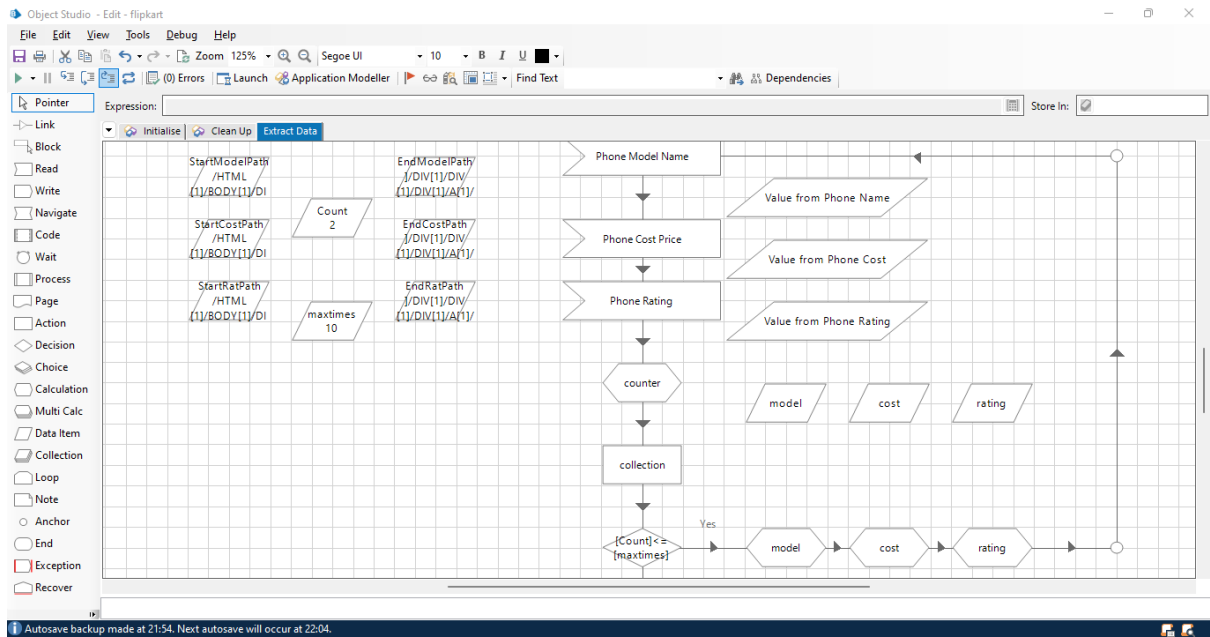 Object Studio - Edit - flipkart
File Edit View Tools Debug Help
Zoom 125% Segoe UI 10 B I U
(0) Errors Launch Application Modeller Find Text Dependencies
Pointer
Link
Block
Read
Write
Navigate
Code
Wait
Process
Page
Action
Decision
Choice
Calculation
Multi Calc
Data Item
Collection
Loop
Note
Anchor
End
Exception
Recover
Expression: Store In:
Initialise Clean Up Extract Data
StartModelPath
/HTML
[1]/BODY[1]/DI
StartCostPath
/HTML
[1]/BODY[1]/DI
StartRatPath
/HTML
[1]/BODY[1]/DI
Count
2
maxtimes
10
EndModelPath
]/DIV[1]/DIV
[1]/DIV[1]/A[1]/
EndCostPath
]/DIV[1]/DIV
[1]/DIV[1]/A[1]/
EndRatPath
]/DIV[1]/DIV
[1]/DIV[1]/A[1]/
Phone Model Name
Phone Cost Price
Phone Rating
Value from Phone Name
Value from Phone Cost
Value from Phone Rating
counter
model cost rating
collection
Yes
[Count]<=
[maxtimes]
model cost rating
Autosave backup made at 21:54. Next autosave will occur at 22:04.